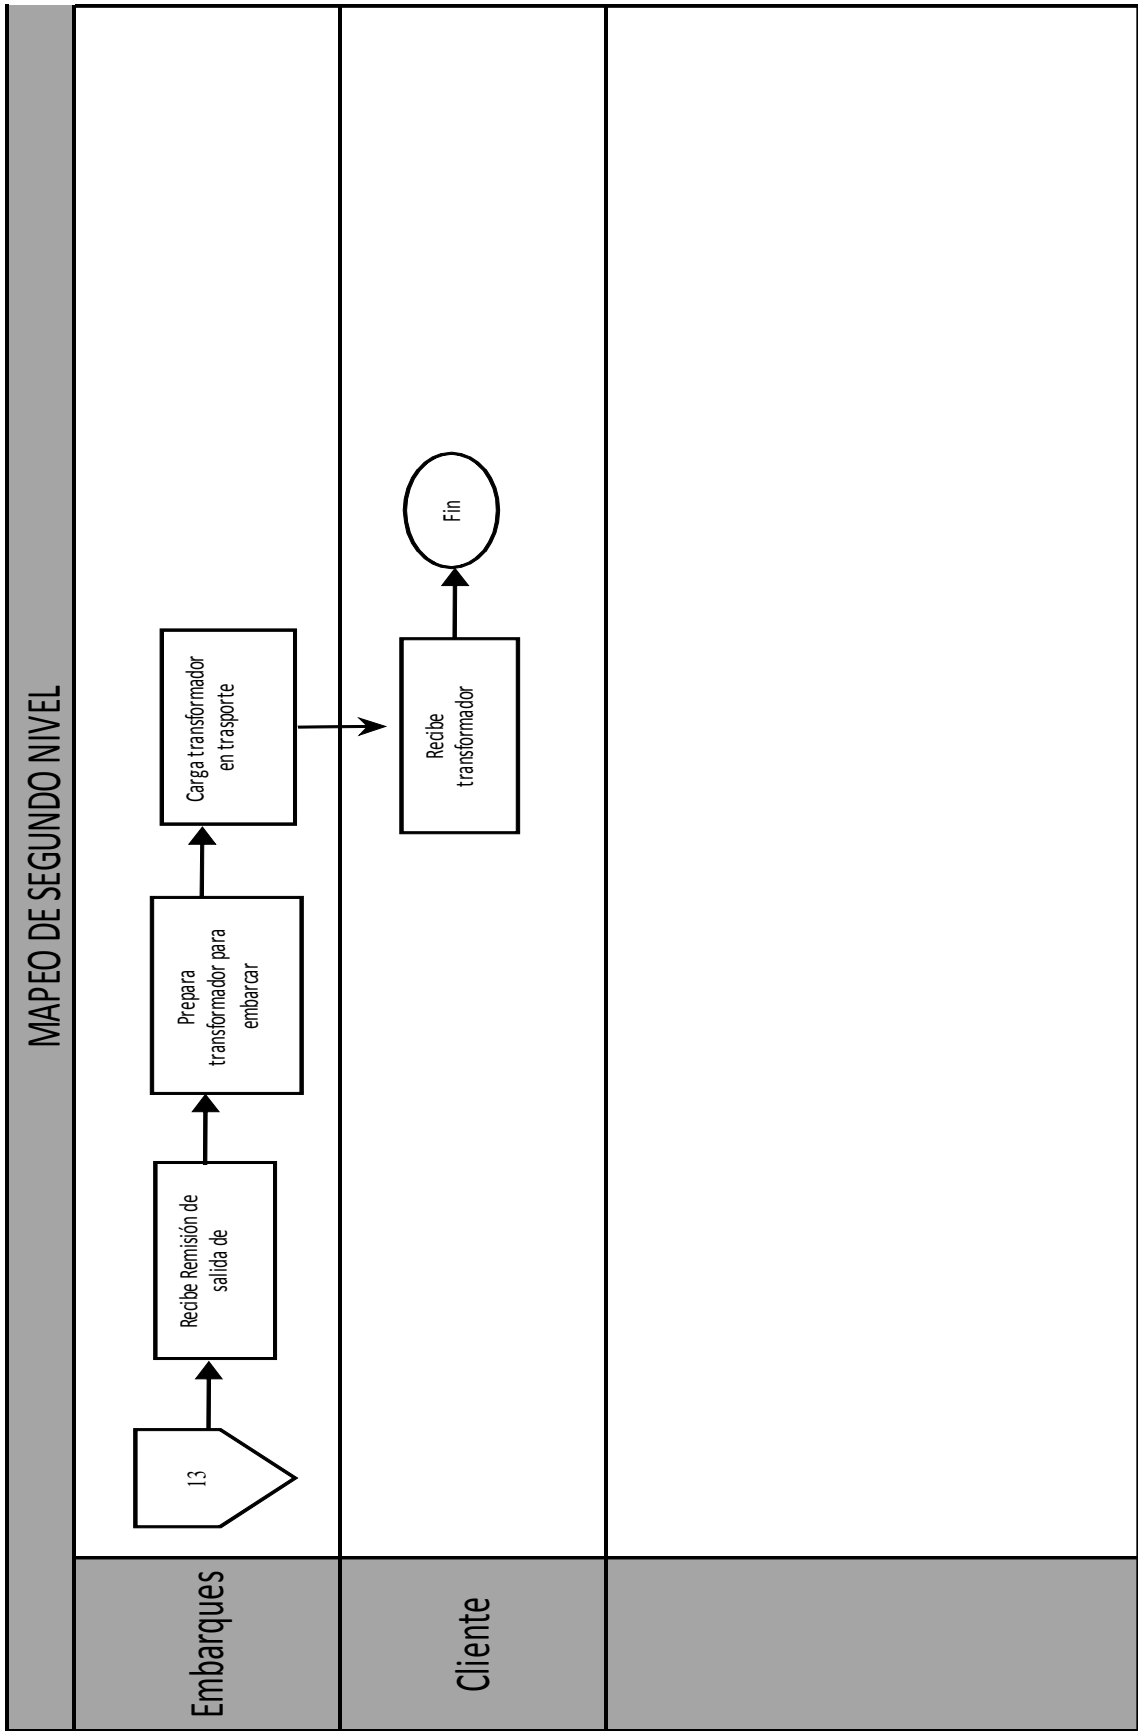 MAPEO DE SEGUNDO NIVEL
Embarques
13
Recibe Remisión de
salida de
Prepara
transformador para
embarcar
Carga transformador
en trasporte
Cliente
Recibe
transformador
Fin